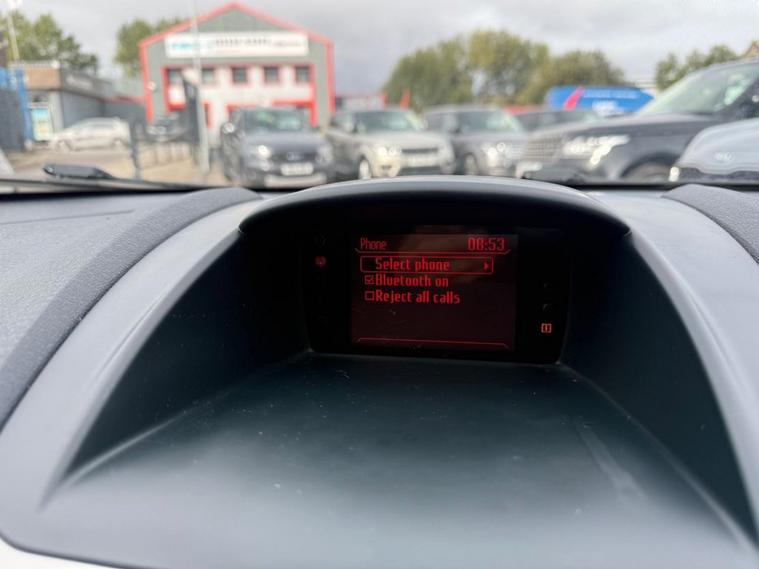 Phone 08:53
Select phone
Bluetooth on
Reject all calls